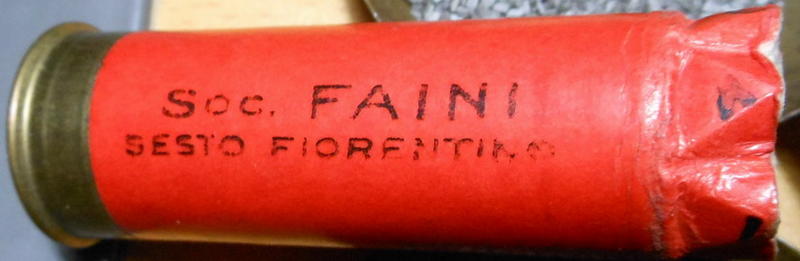 Soc. FAINI
SESTO FIORENTINO